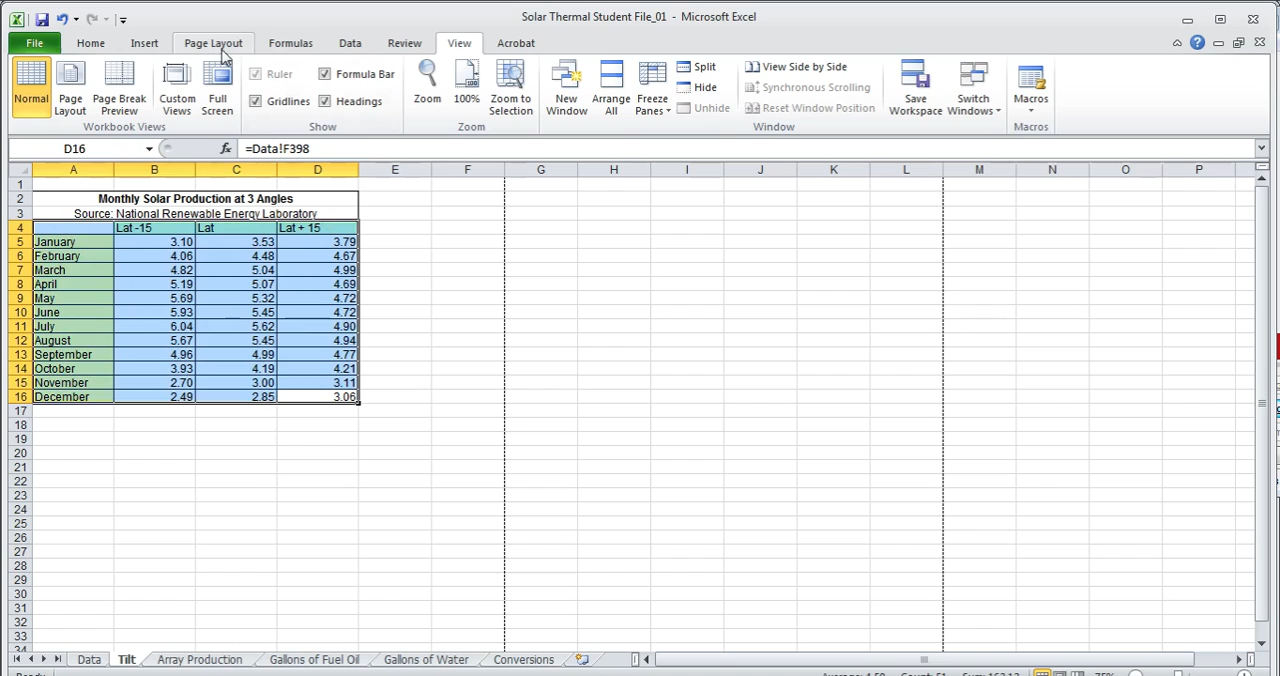 Solar Thermal Student File_01 - Microsoft Excel
File Home Insert Page Layout Formulas Data Review View Acrobat
Normal Page Layout Page Break Preview Custom Views Full Screen
Workbook Views
Ruler Formula Bar
Gridlines Headings
Show
Zoom 100% Zoom to Selection
Zoom
New Window Arrange All Freeze Panes
Split
Hide
Unhide
View Side by Side
Synchronous Scrolling
Reset Window Position
Save Workspace Switch Windows
Window
Macros
Macros
D16 fx =Data!F398
A B C D E F G H I J K L M N O P
1
2 Monthly Solar Production at 3 Angles
3 Source: National Renewable Energy Laboratory
4 Lat -15 Lat Lat + 15
5 January 3.10 3.53 3.79
6 February 4.06 4.48 4.67
7 March 4.82 5.04 4.99
8 April 5.19 5.07 4.69
9 May 5.69 5.32 4.72
10 June 5.93 5.45 4.72
11 July 6.04 5.62 4.90
12 August 5.67 5.45 4.94
13 September 4.96 4.99 4.77
14 October 3.93 4.19 4.21
15 November 2.70 3.00 3.11
16 December 2.49 2.85 3.06
17
18
19
20
21
22
23
24
25
26
27
28
29
30
31
32
33
34
Data Tilt Array Production Gallons of Fuel Oil Gallons of Water Conversions